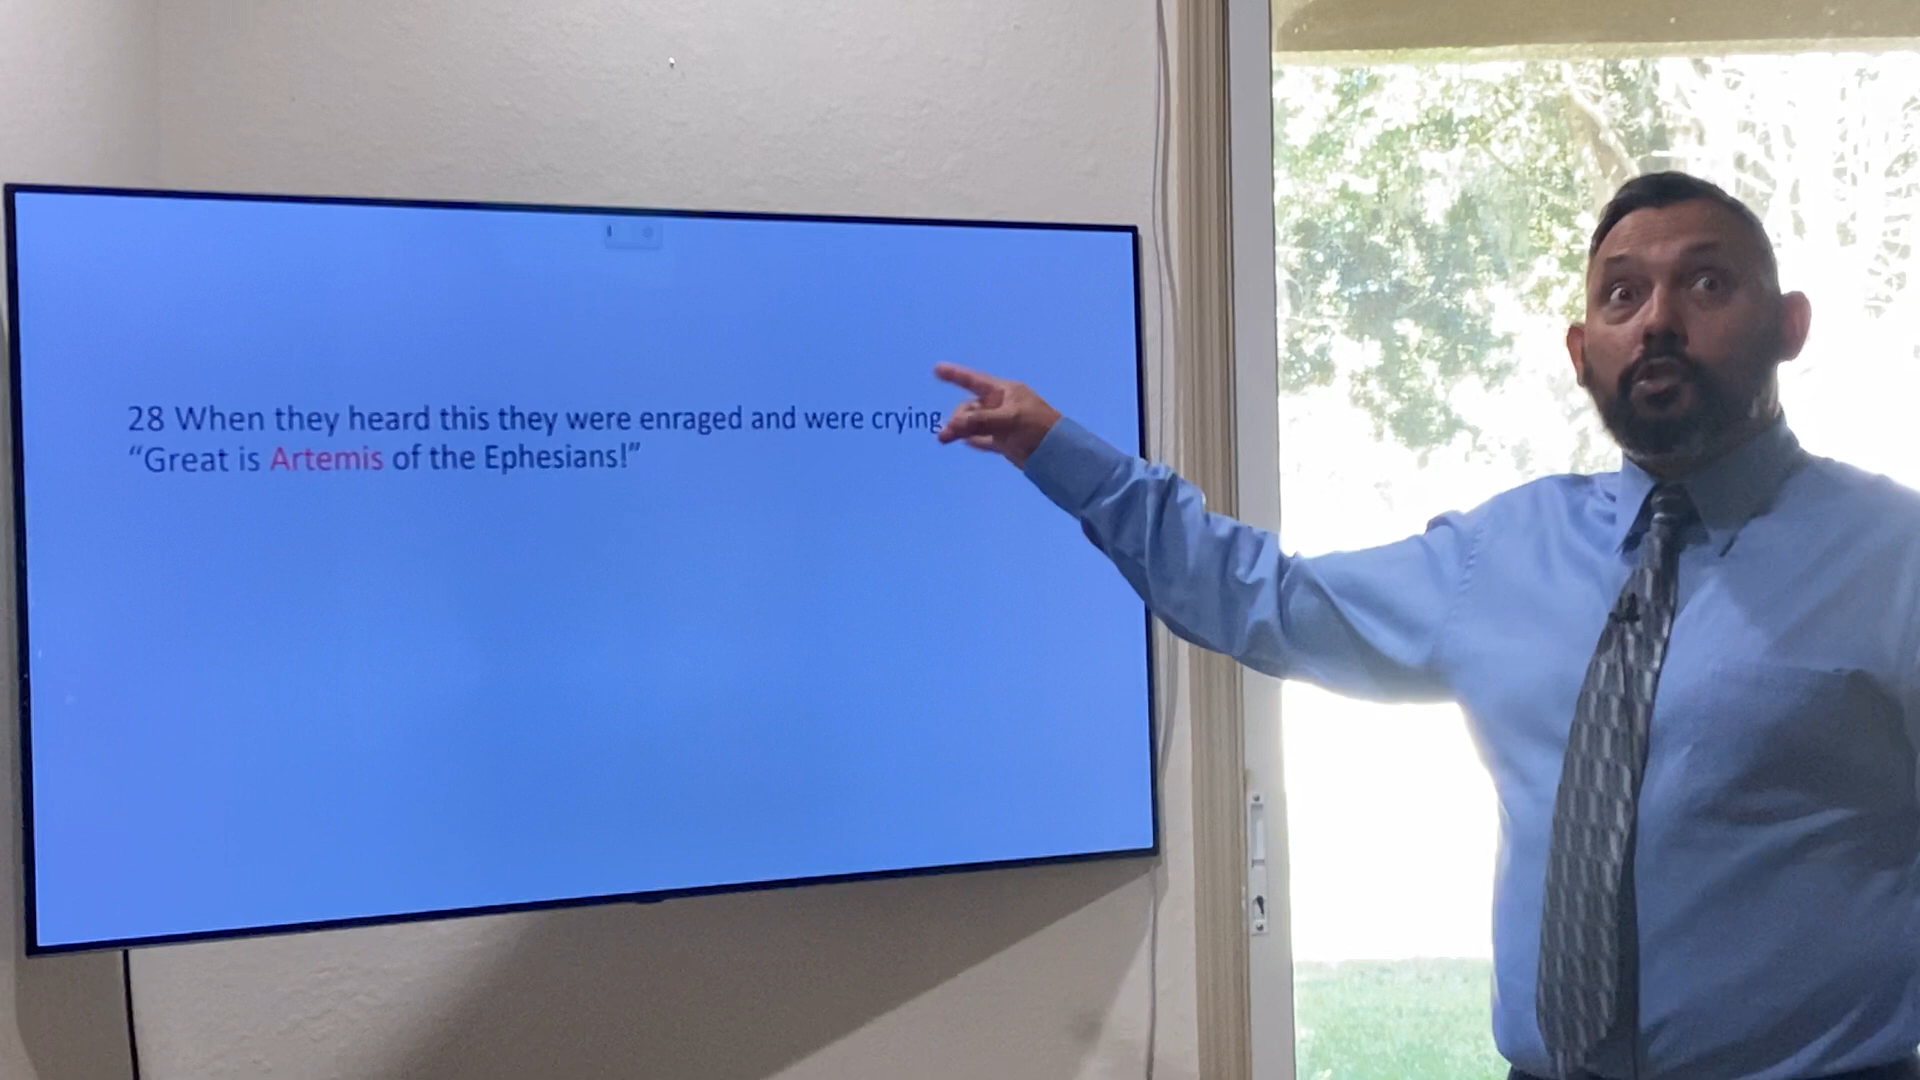 28 When they heard this they were enraged and were crying
“Great is Artemis of the Ephesians!”